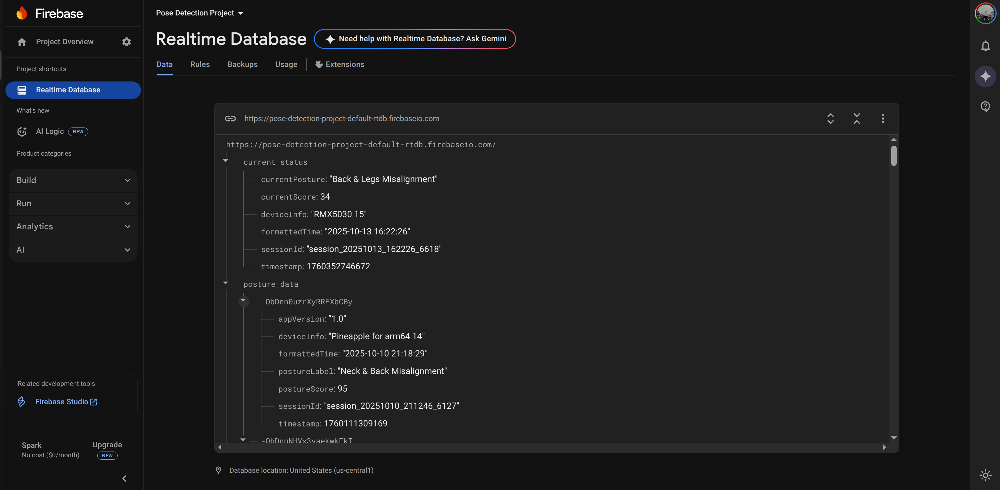 Firebase
Project Overview
Project shortcuts
Realtime Database
What's new
AI Logic NEW
Product categories
Build
Run
Analytics
AI
Related development tools
Firebase Studio
Spark
No cost ($0/month)
Upgrade
NEW
Pose Detection Project
Realtime Database
Need help with Realtime Database? Ask Gemini
Data Rules Backups Usage Extensions
https://pose-detection-project-default-rtdb.firebaseio.com
https://pose-detection-project-default-rtdb.firebaseio.com/
current_status
currentPosture: "Back & Legs Misalignment"
currentScore: 34
deviceInfo: "RMX5030 15"
formattedTime: "2025-10-13 16:22:26"
sessionId: "session_20251013_162226_6618"
timestamp: 1760352746672
posture_data
-ObDnn0uzrXyRREXbCBy
appVersion: "1.0"
deviceInfo: "Pineapple for arm64 14"
formattedTime: "2025-10-10 21:18:29"
postureLabel: "Neck & Back Misalignment"
postureScore: 95
sessionId: "session_20251010_211246_6127"
timestamp: 1760111309169
Database location: United States (us-central1)